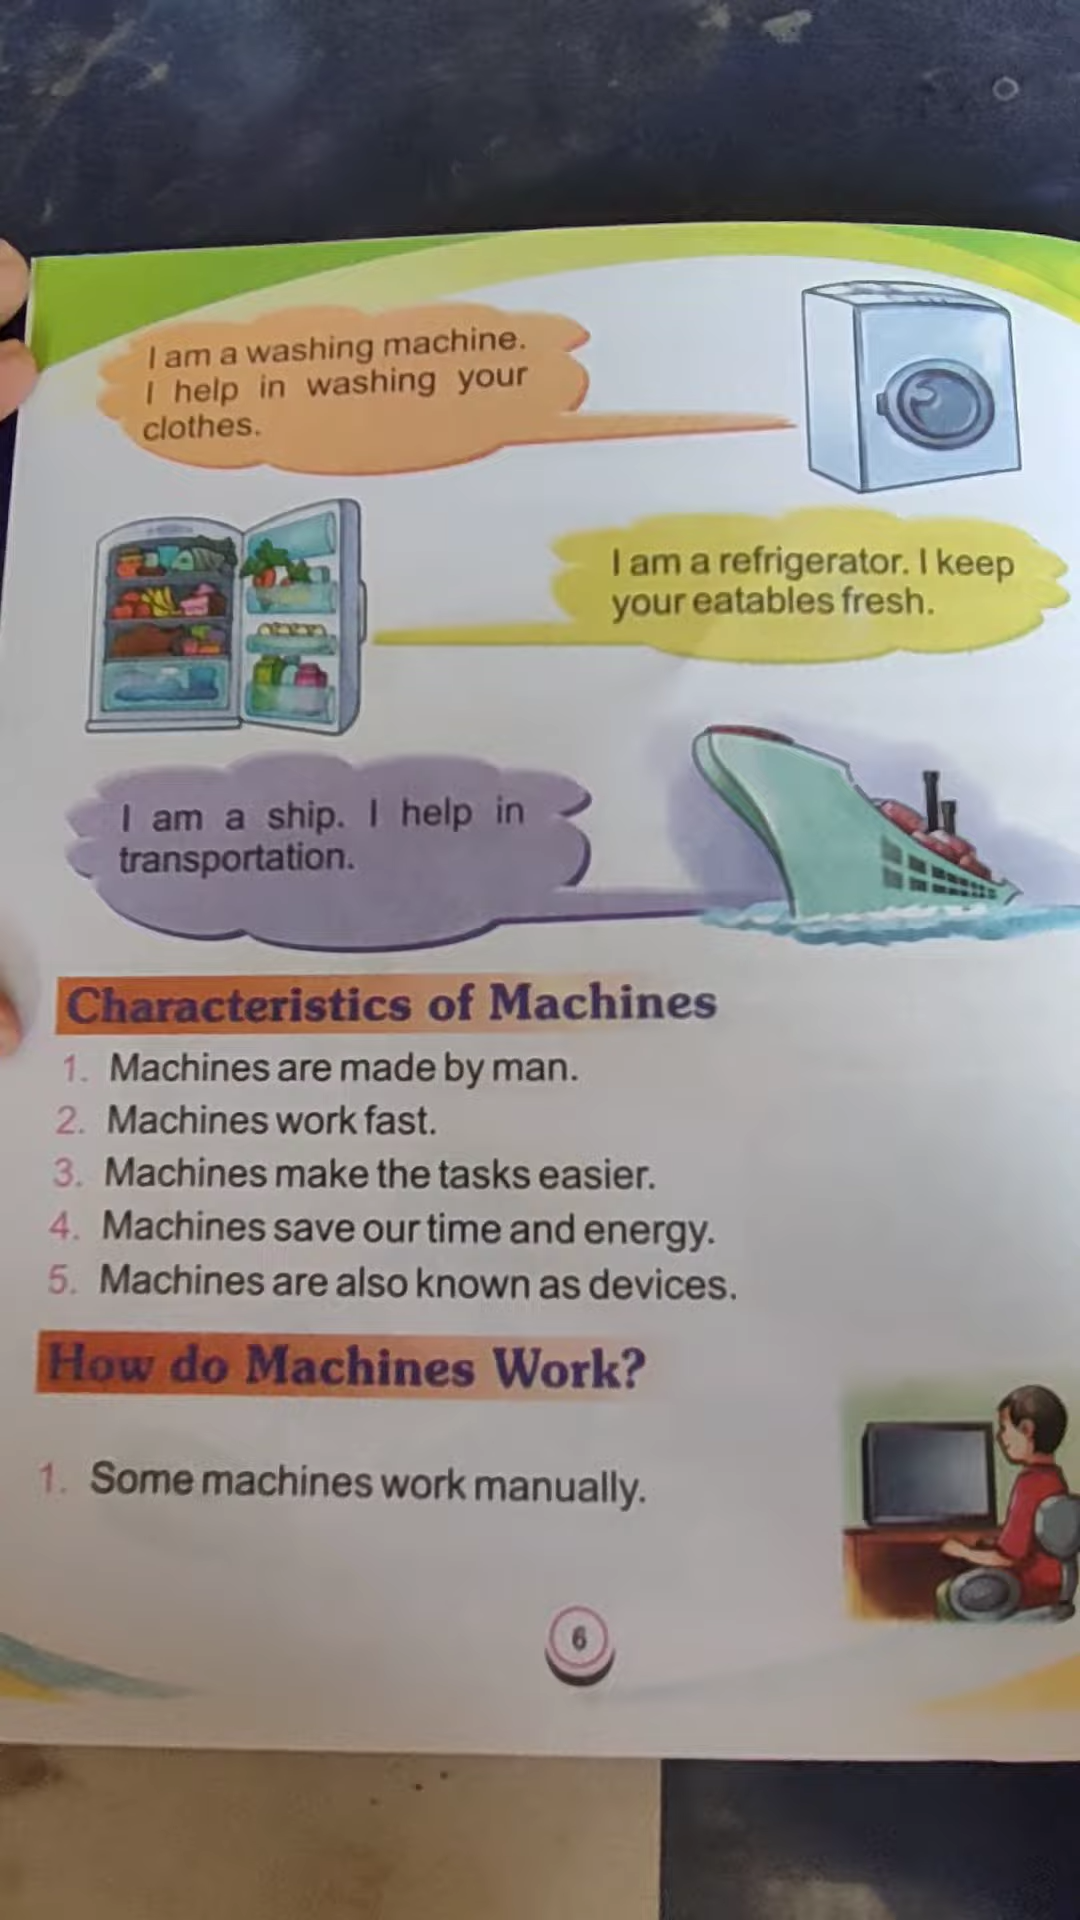 I am a washing machine.
I help in washing your
clothes.
I am a refrigerator. I keep
your eatables fresh.
I am a ship. I help in
transportation.
Characteristics of Machines
1. Machines are made by man.
2. Machines work fast.
3. Machines make the tasks easier.
4. Machines save our time and energy.
5. Machines are also known as devices.
How do Machines Work?
1. Some machines work manually.
6